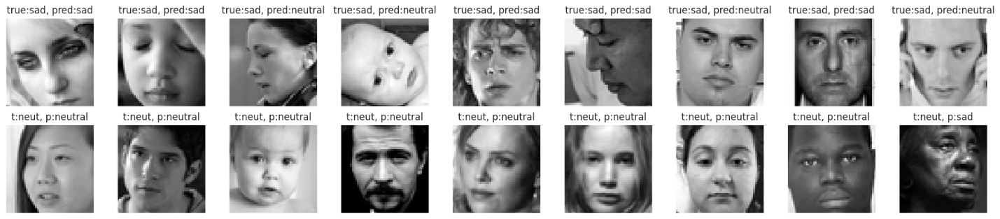 true:sad, pred:sad true:sad, pred:sad true:sad, pred:neutral true:sad, pred:neutral true:sad, pred:sad true:sad, pred:sad true:sad, pred:neutral true:sad, pred:sad true:sad, pred:neutral
t:neut, p:neutral t:neut, p:neutral t:neut, p:neutral t:neut, p:neutral t:neut, p:neutral t:neut, p:neutral t:neut, p:neutral t:neut, p:neutral t:neut, p:sad